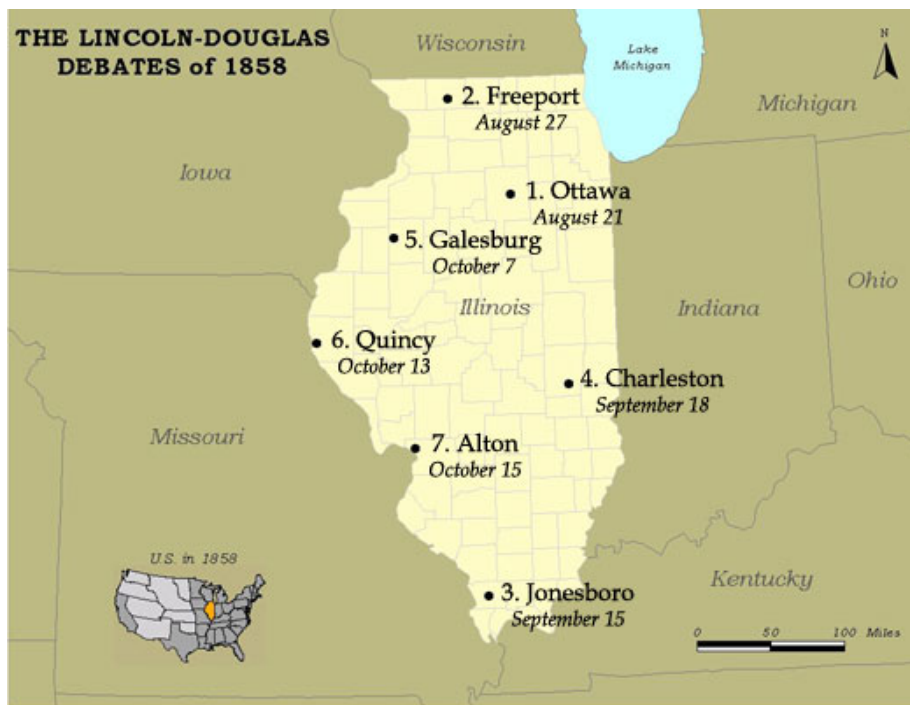 THE LINCOLN-DOUGLAS
DEBATES of 1858
Wisconsin
Lake
Michigan
N
Michigan
2. Freeport
August 27
Iowa
1. Ottawa
August 21
5. Galesburg
October 7
Illinois
Indiana
Ohio
6. Quincy
October 13
4. Charleston
September 18
Missouri
7. Alton
October 15
U.S. in 1858
3. Jonesboro
September 15
Kentucky
0 50 100 Miles